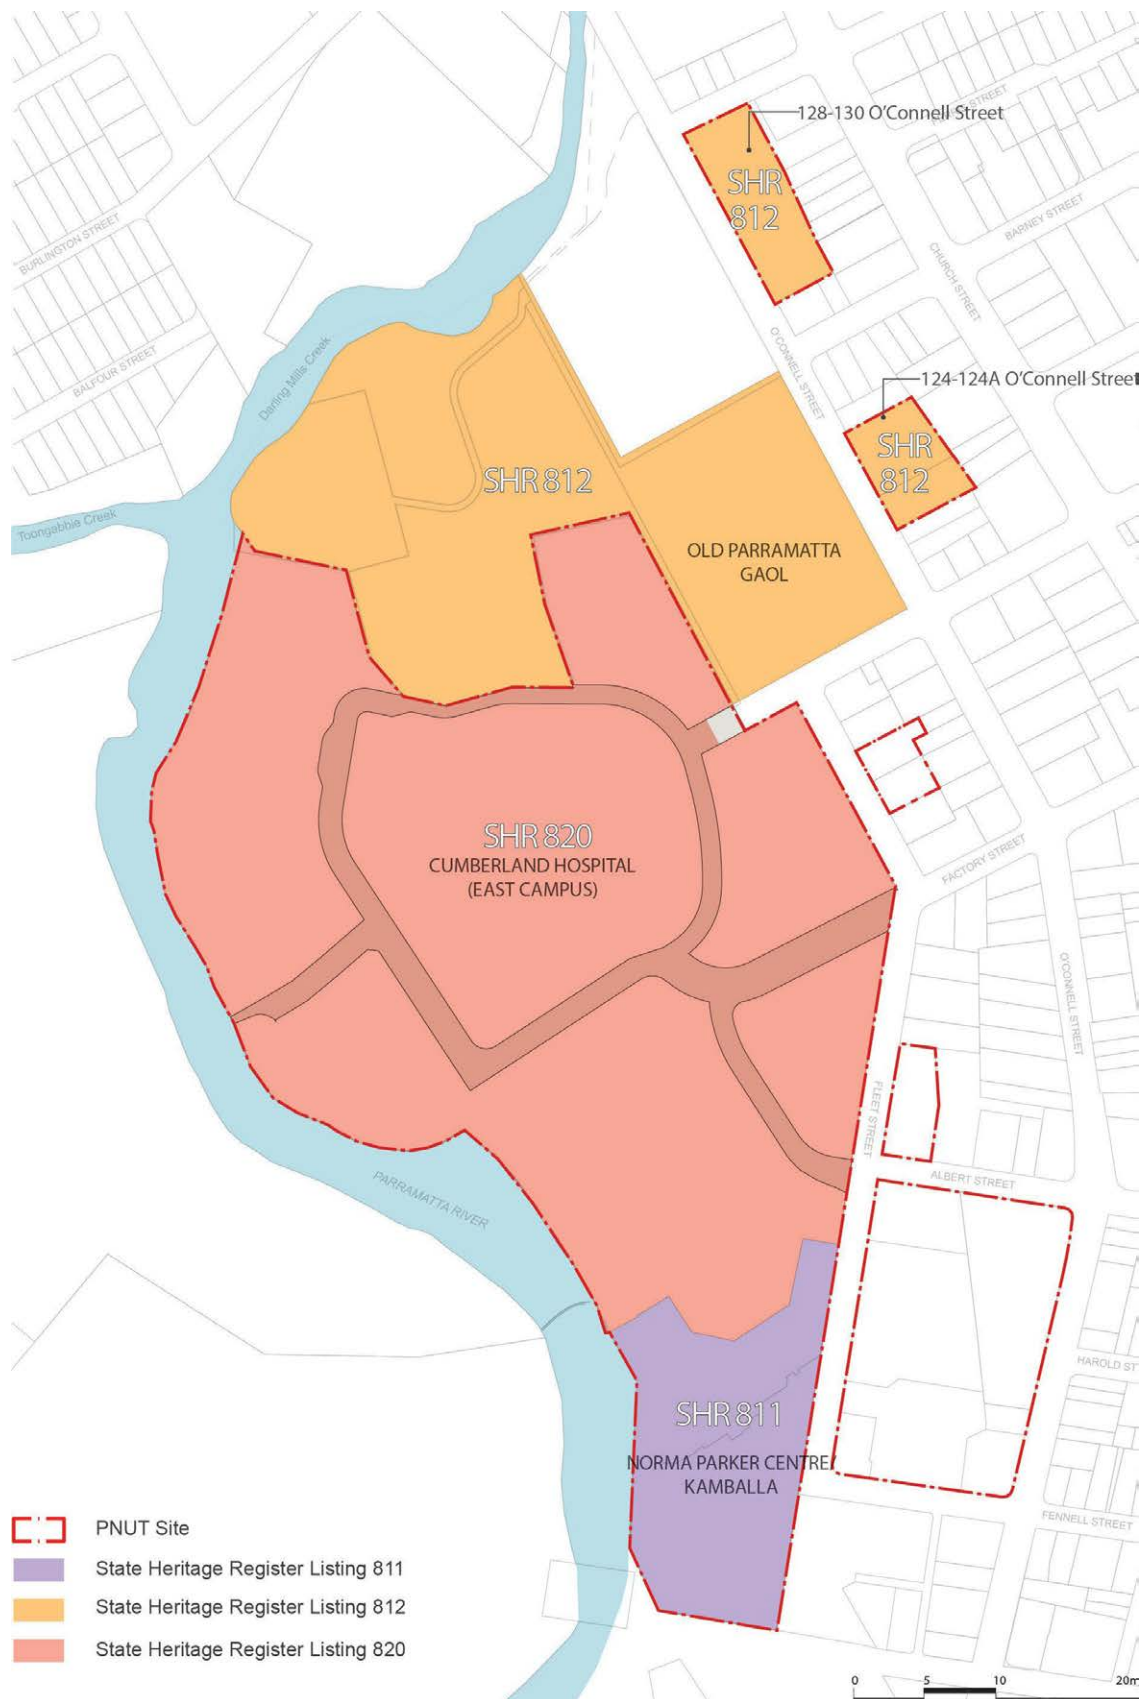 128-130 O'Connell Street
STREET
SHR
812
BURLINGTON STREET
BARNEY STREET
CHURCH STREET
BALFOUR STREET
Darling Mills Creek
O'CONNELL STREET
124-124A O'Connell Street
SHR
812
SHR 812
Toongabbie Creek
OLD PARRAMATTA
GAOL
SHR 820
CUMBERLAND HOSPITAL
(EAST CAMPUS)
FACTORY STREET
O'CONNELL STREET
FLEET STREET
ALBERT STREET
PARRAMATTA RIVER
HAROLD ST
SHR 811
NORMA PARKER CENTRE/
KAMBALLA
FENNELL STREET
PNUT Site
State Heritage Register Listing 811
State Heritage Register Listing 812
State Heritage Register Listing 820
0 5 10 20m